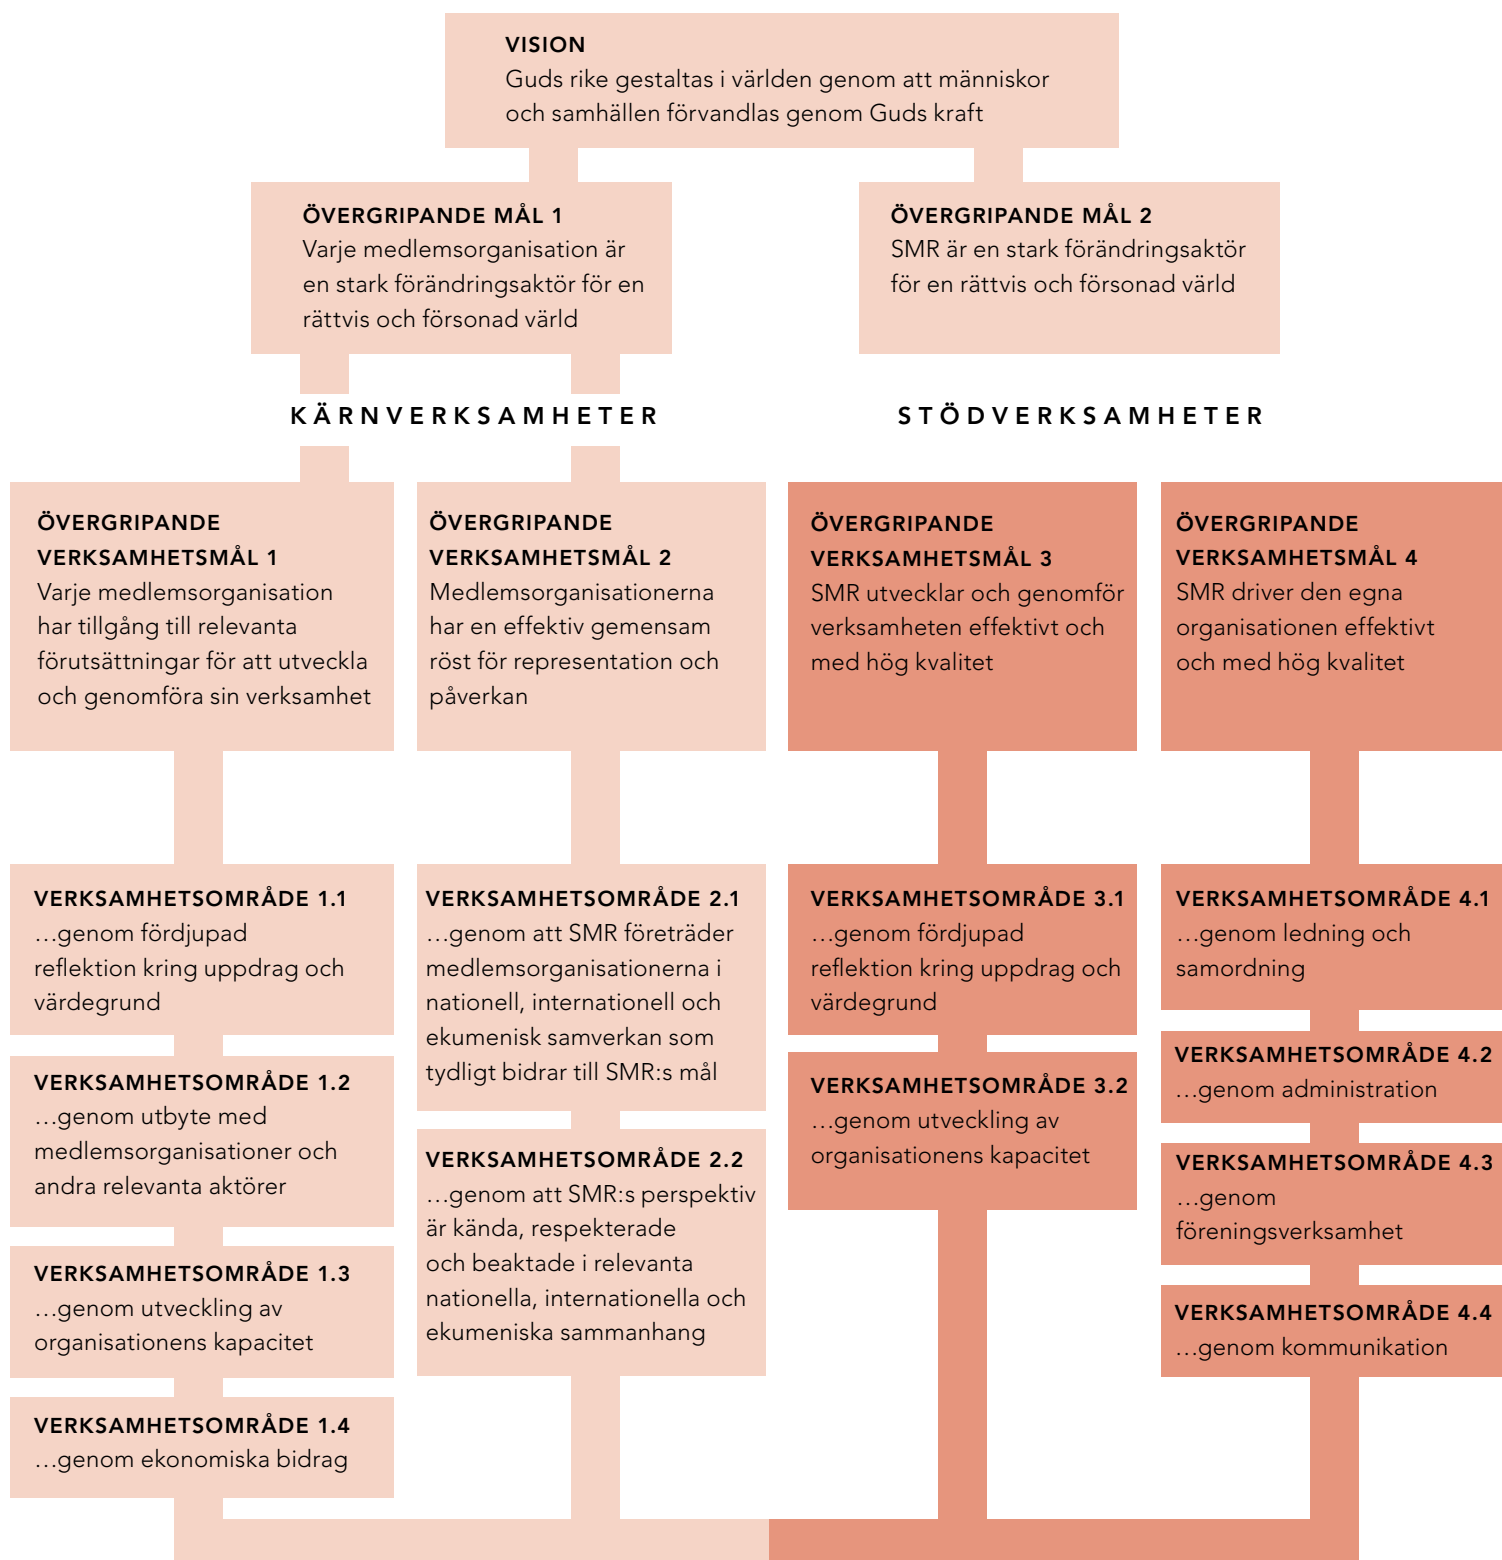 VISION
Guds rike gestaltas i världen genom att människor
och samhällen förvandlas genom Guds kraft
ÖVERGRIPANDE MÅL 1
Varje medlemsorganisation är
en stark förändringsaktör för en
rättvis och försonad värld
ÖVERGRIPANDE MÅL 2
SMR är en stark förändringsaktör
för en rättvis och försonad värld
KÄRNVERKSAMHETER
STÖDVERKSAMHETER
ÖVERGRIPANDE
VERKSAMHETSMÅL 1
Varje medlemsorganisation
har tillgång till relevanta
förutsättningar för att utveckla
och genomföra sin verksamhet
ÖVERGRIPANDE
VERKSAMHETSMÅL 2
Medlemsorganisationerna
har en effektiv gemensam
röst för representation och
påverkan
ÖVERGRIPANDE
VERKSAMHETSMÅL 3
SMR utvecklar och genomför
verksamheten effektivt och
med hög kvalitet
ÖVERGRIPANDE
VERKSAMHETSMÅL 4
SMR driver den egna
organisationen effektivt
och med hög kvalitet
VERKSAMHETSOMRÅDE 1.1
…genom fördjupad
reflektion kring uppdrag och
värdegrund
VERKSAMHETSOMRÅDE 1.2
…genom utbyte med
medlemsorganisationer och
andra relevanta aktörer
VERKSAMHETSOMRÅDE 1.3
…genom utveckling av
organisationens kapacitet
VERKSAMHETSOMRÅDE 1.4
…genom ekonomiska bidrag
VERKSAMHETSOMRÅDE 2.1
…genom att SMR företräder
medlemsorganisationerna i
nationell, internationell och
ekumenisk samverkan som
tydligt bidrar till SMR:s mål
VERKSAMHETSOMRÅDE 2.2
…genom att SMR:s perspektiv
är kända, respekterade
och beaktade i relevanta
nationella, internationella och
ekumeniska sammanhang
VERKSAMHETSOMRÅDE 3.1
…genom fördjupad
reflektion kring uppdrag och
värdegrund
VERKSAMHETSOMRÅDE 3.2
…genom utveckling av
organisationens kapacitet
VERKSAMHETSOMRÅDE 4.1
…genom ledning och
samordning
VERKSAMHETSOMRÅDE 4.2
…genom administration
VERKSAMHETSOMRÅDE 4.3
…genom
föreningsverksamhet
VERKSAMHETSOMRÅDE 4.4
…genom kommunikation